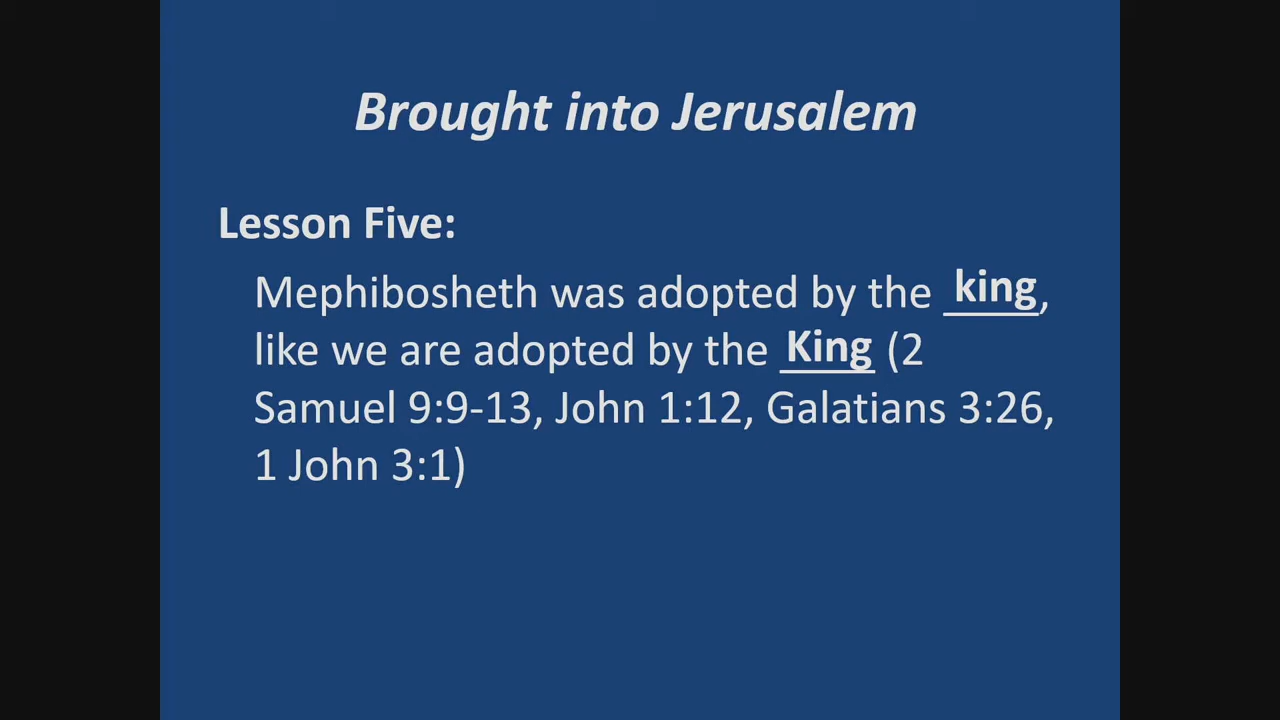 Brought into Jerusalem
Lesson Five:
Mephibosheth was adopted by the king,
like we are adopted by the King (2
Samuel 9:9-13, John 1:12, Galatians 3:26,
1 John 3:1)